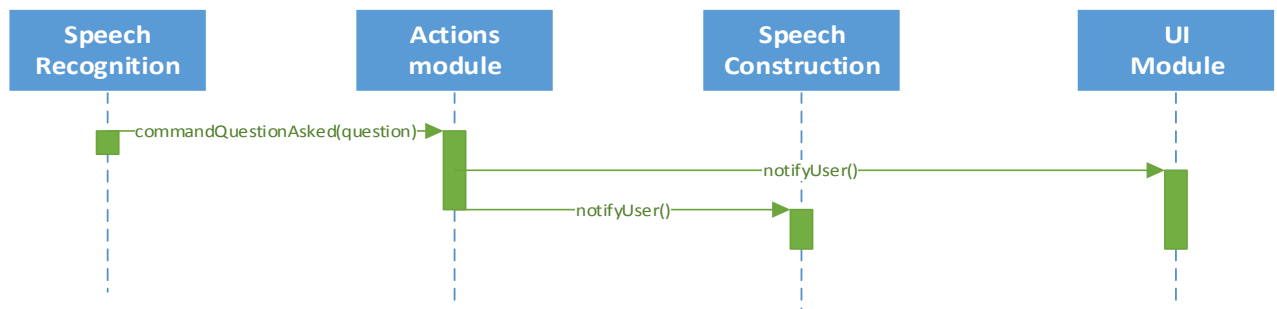 Speech
Recognition
Actions
module
Speech
Construction
UI
Module
commandQuestionAsked(question)
notifyUser()
notifyUser()